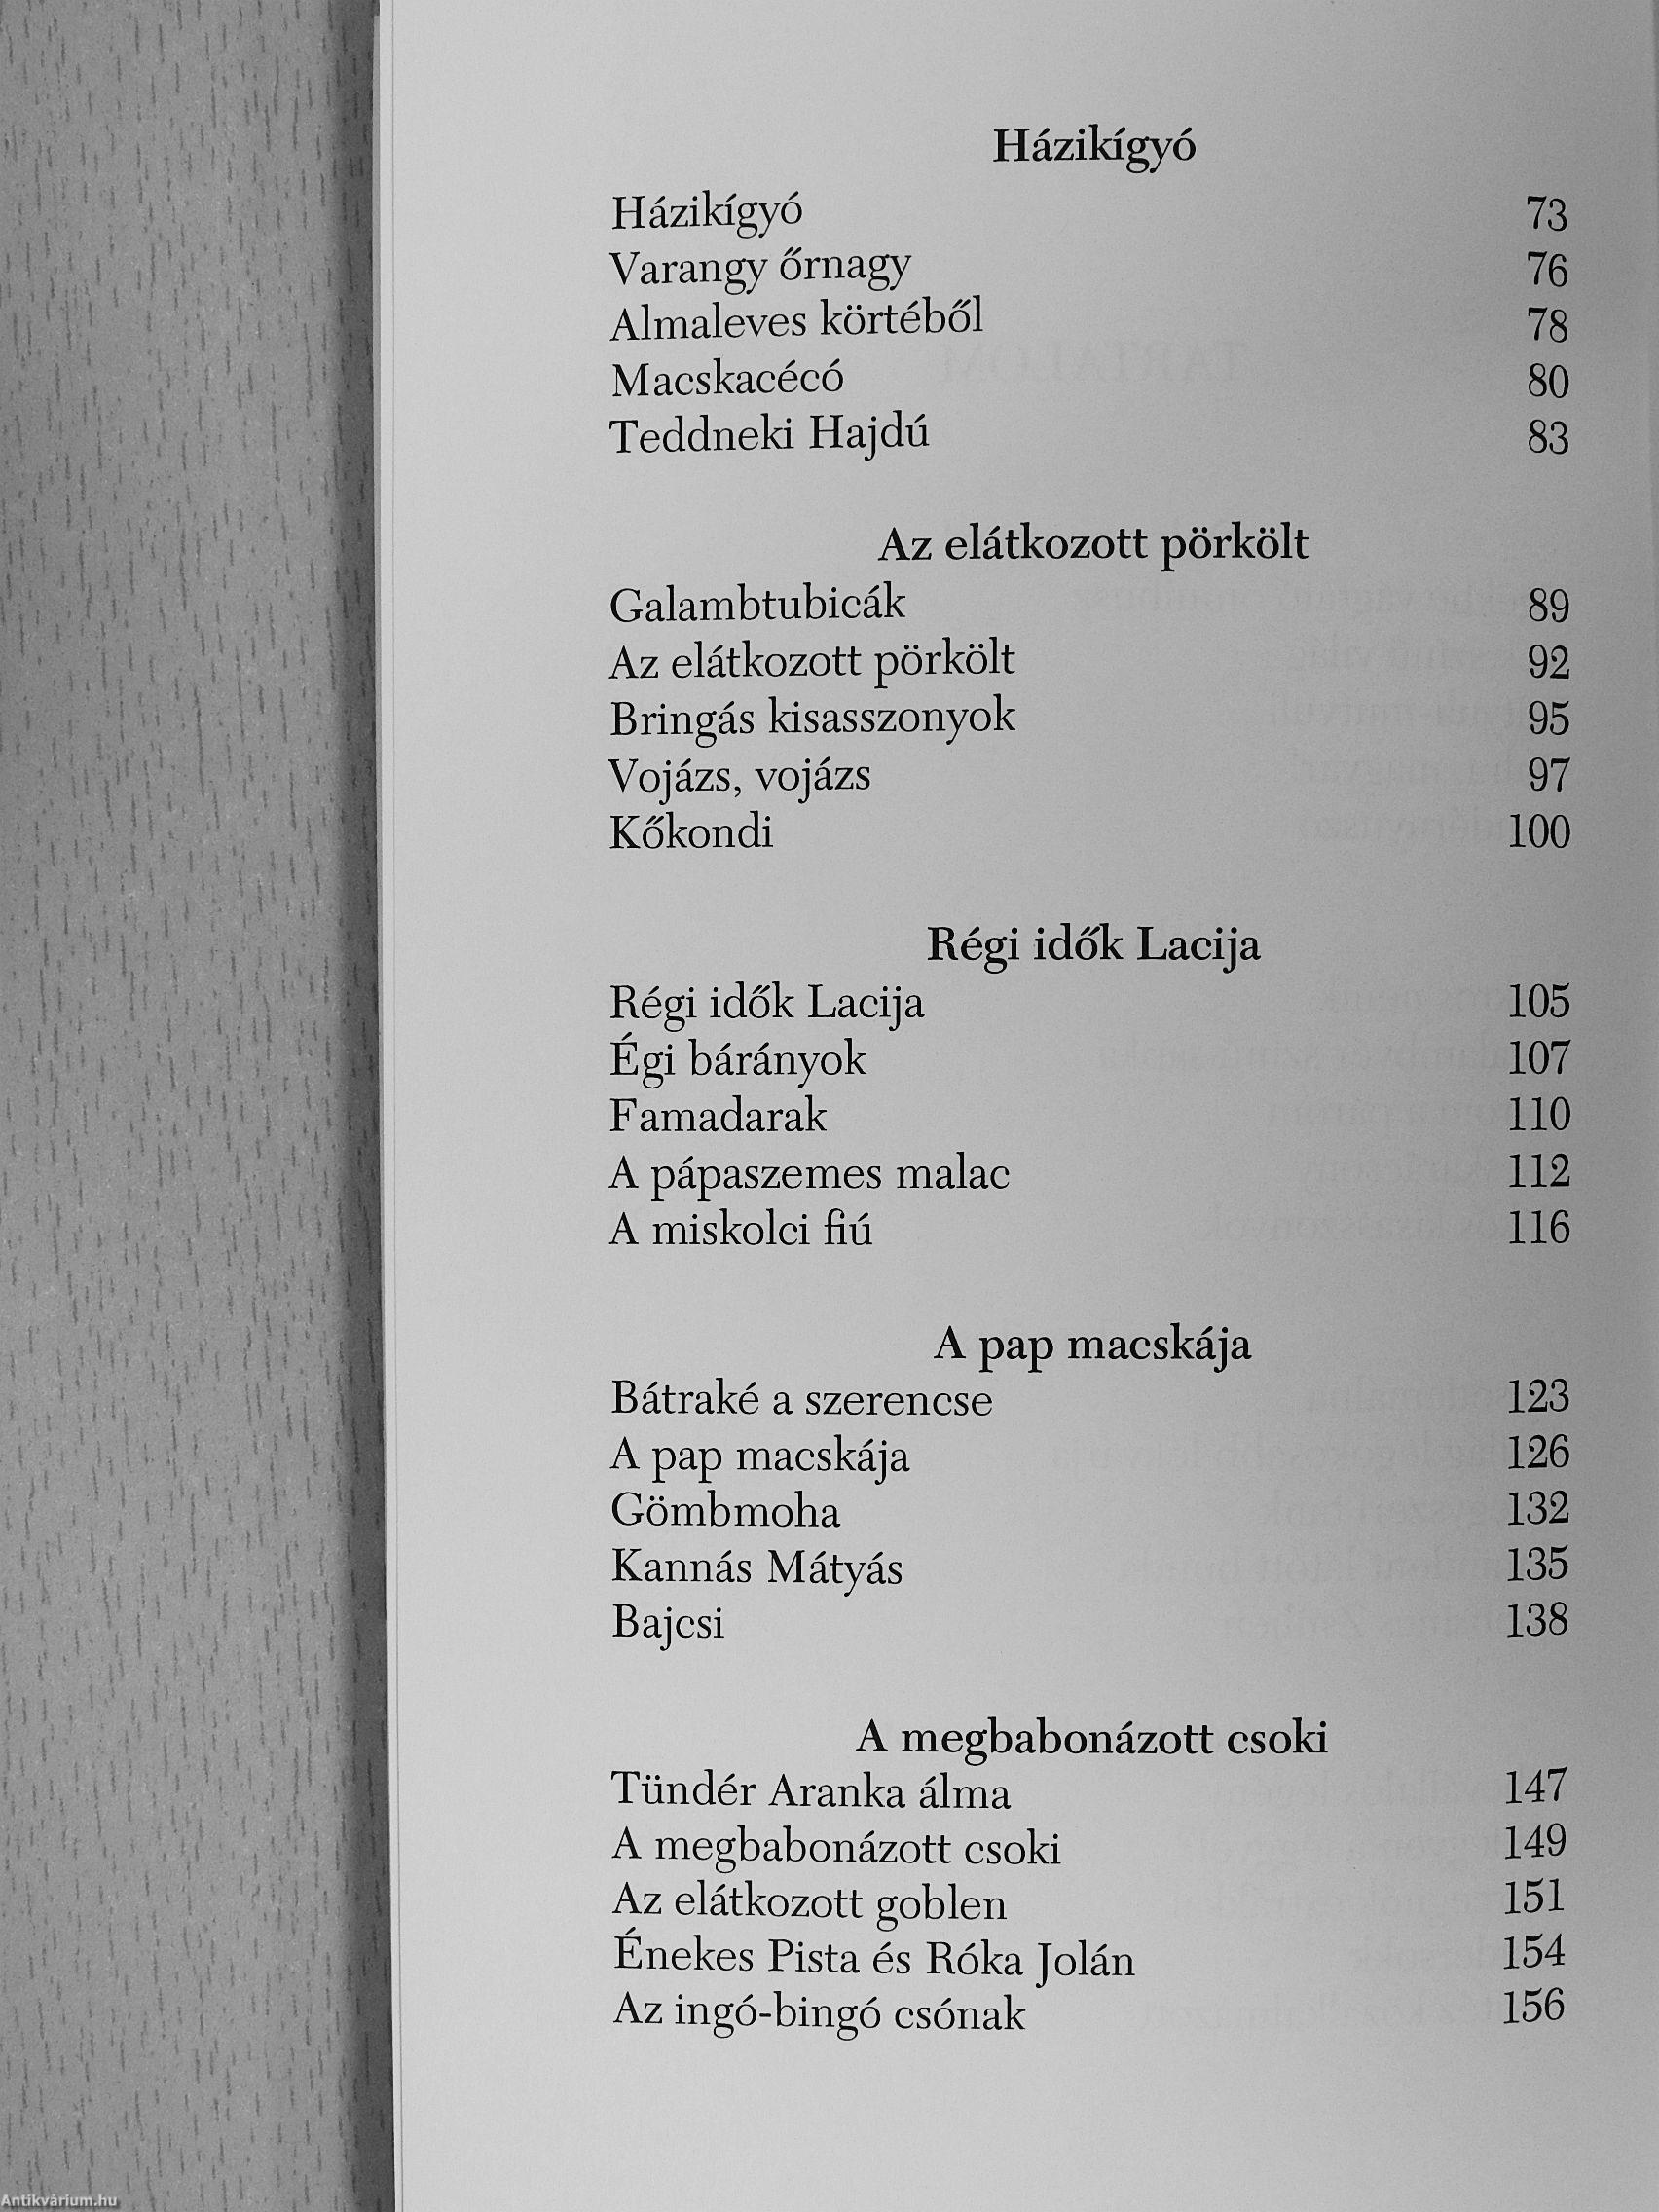 Házikígyó
Házikígyó 73
Varangy őrnagy 76
Almaleves körtéből 78
Macskacécó 80
Teddneki Hajdú 83
Az elátkozott pörkölt
Galambtubicák 89
Az elátkozott pörkölt 92
Bringás kisasszonyok 95
Vojázs, vojázs 97
Kőkondi 100
Régi idők Lacija
Régi idők Lacija 105
Égi bárányok 107
Famadarak 110
A pápaszemes malac 112
A miskolci fiú 116
A pap macskája
Bátraké a szerencse 123
A pap macskája 126
Gömbmoha 132
Kannás Mátyás 135
Bajcsi 138
A megbabonázott csoki
Tündér Aranka álma 147
A megbabonázott csoki 149
Az elátkozott goblen 151
Énekes Pista és Róka Jolán 154
Az ingó-bingó csónak 156
Antikvárium.hu